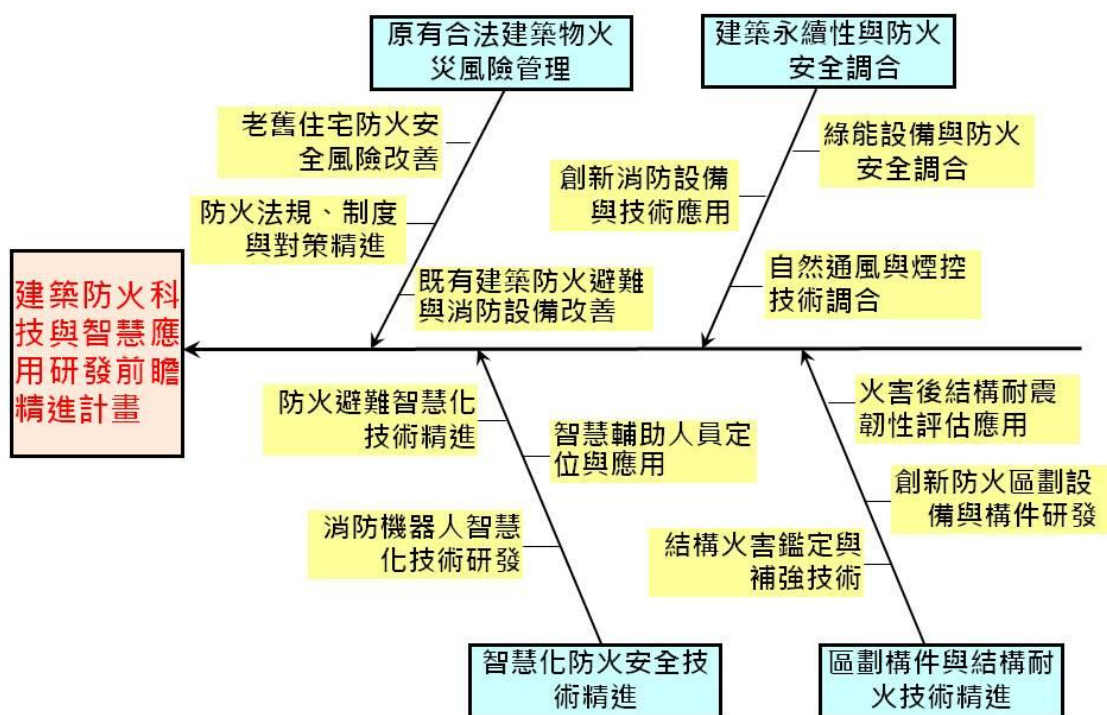 原有合法建築物火
災風險管理
建築永續性與防火
安全調合
老舊住宅防火安
全風險改善
綠能設備與防火
安全調合
創新消防設備
與技術應用
防火法規、制度
與對策精進
自然通風與煙控
技術調合
既有建築防火避難
與消防設備改善
建築防火科
技與智慧應
用研發前瞻
精進計畫
防火避難智慧化
技術精進
火害後結構耐震
韌性評估應用
智慧輔助人員定
位與應用
創新防火區劃設
備與構件研發
消防機器人智慧
化技術研發
結構火害鑑定與
補強技術
智慧化防火安全技
術精進
區劃構件與結構耐
火技術精進